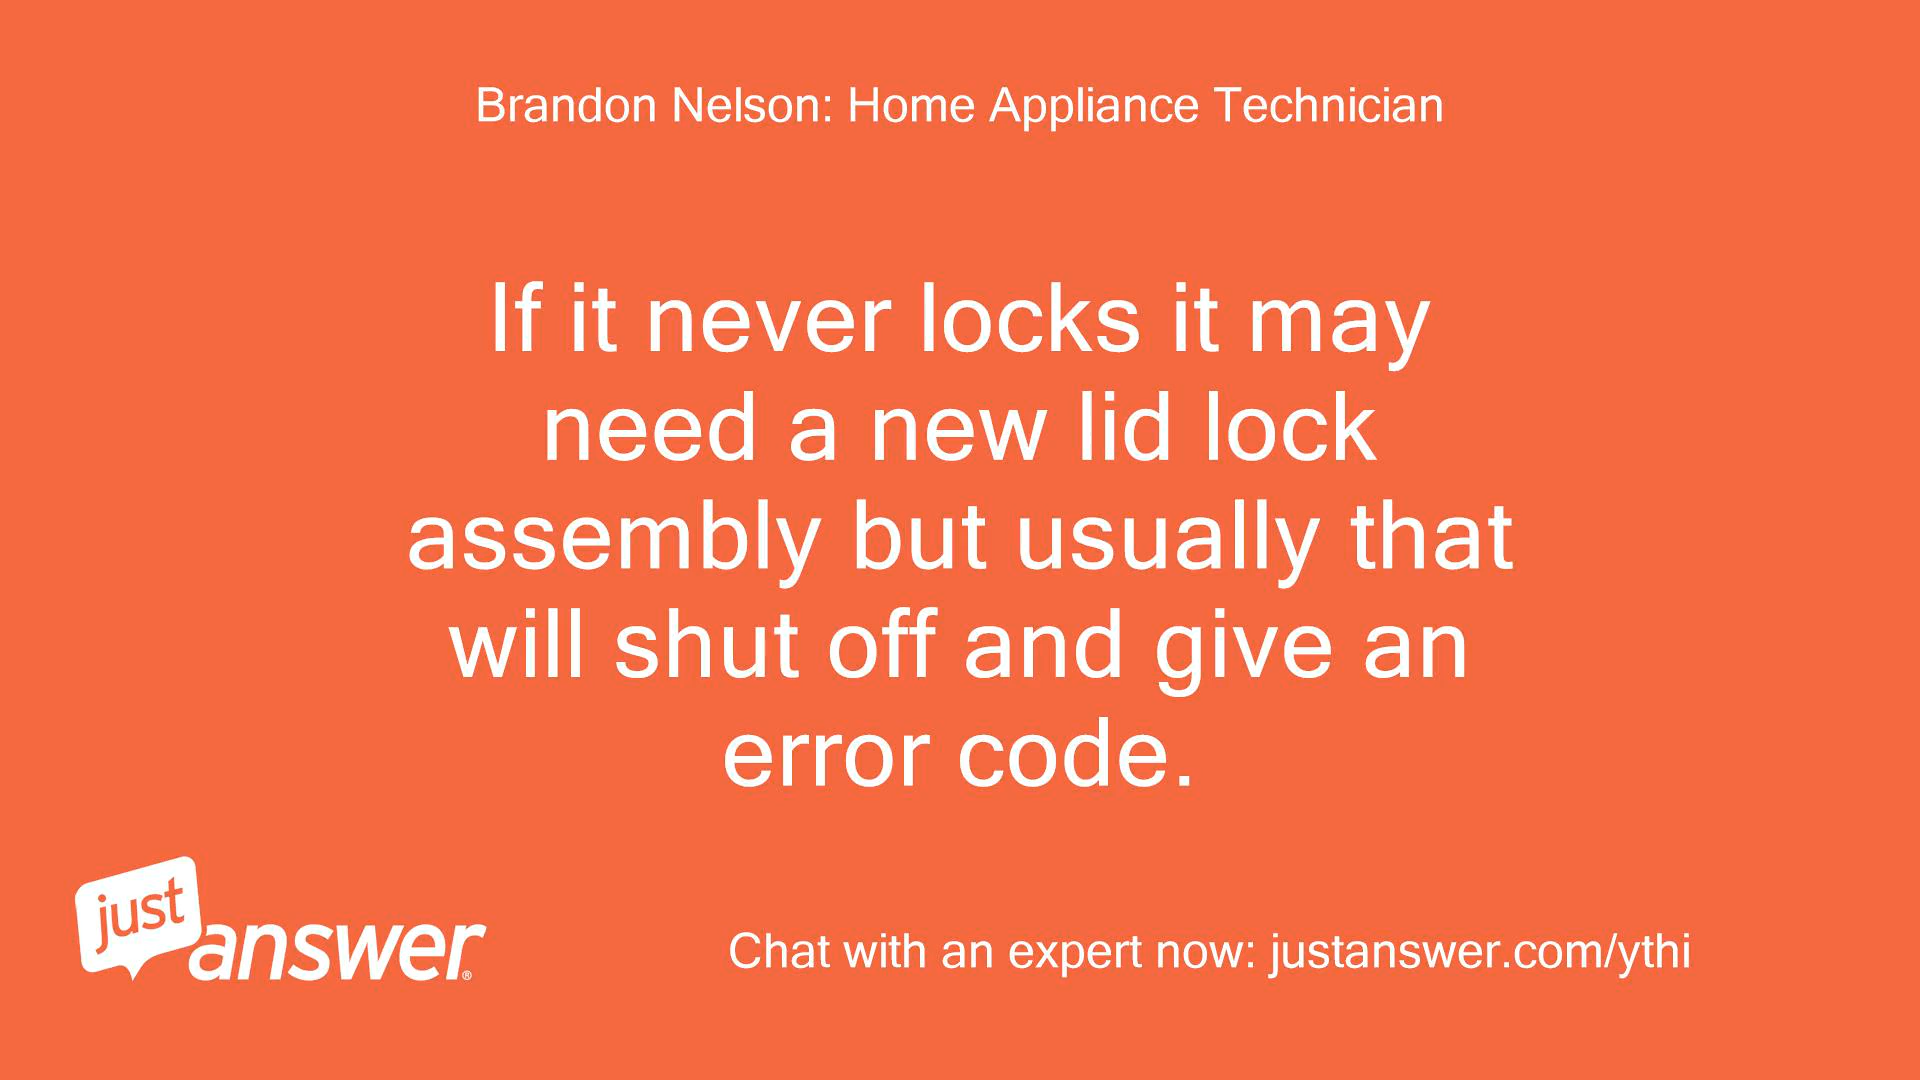 Brandon Nelson: Home Appliance Technician
If it never locks it may
need a new lid lock
assembly but usually that
will shut off and give an
error code.
just
answer®
Chat with an expert now: justanswer.com/ythi